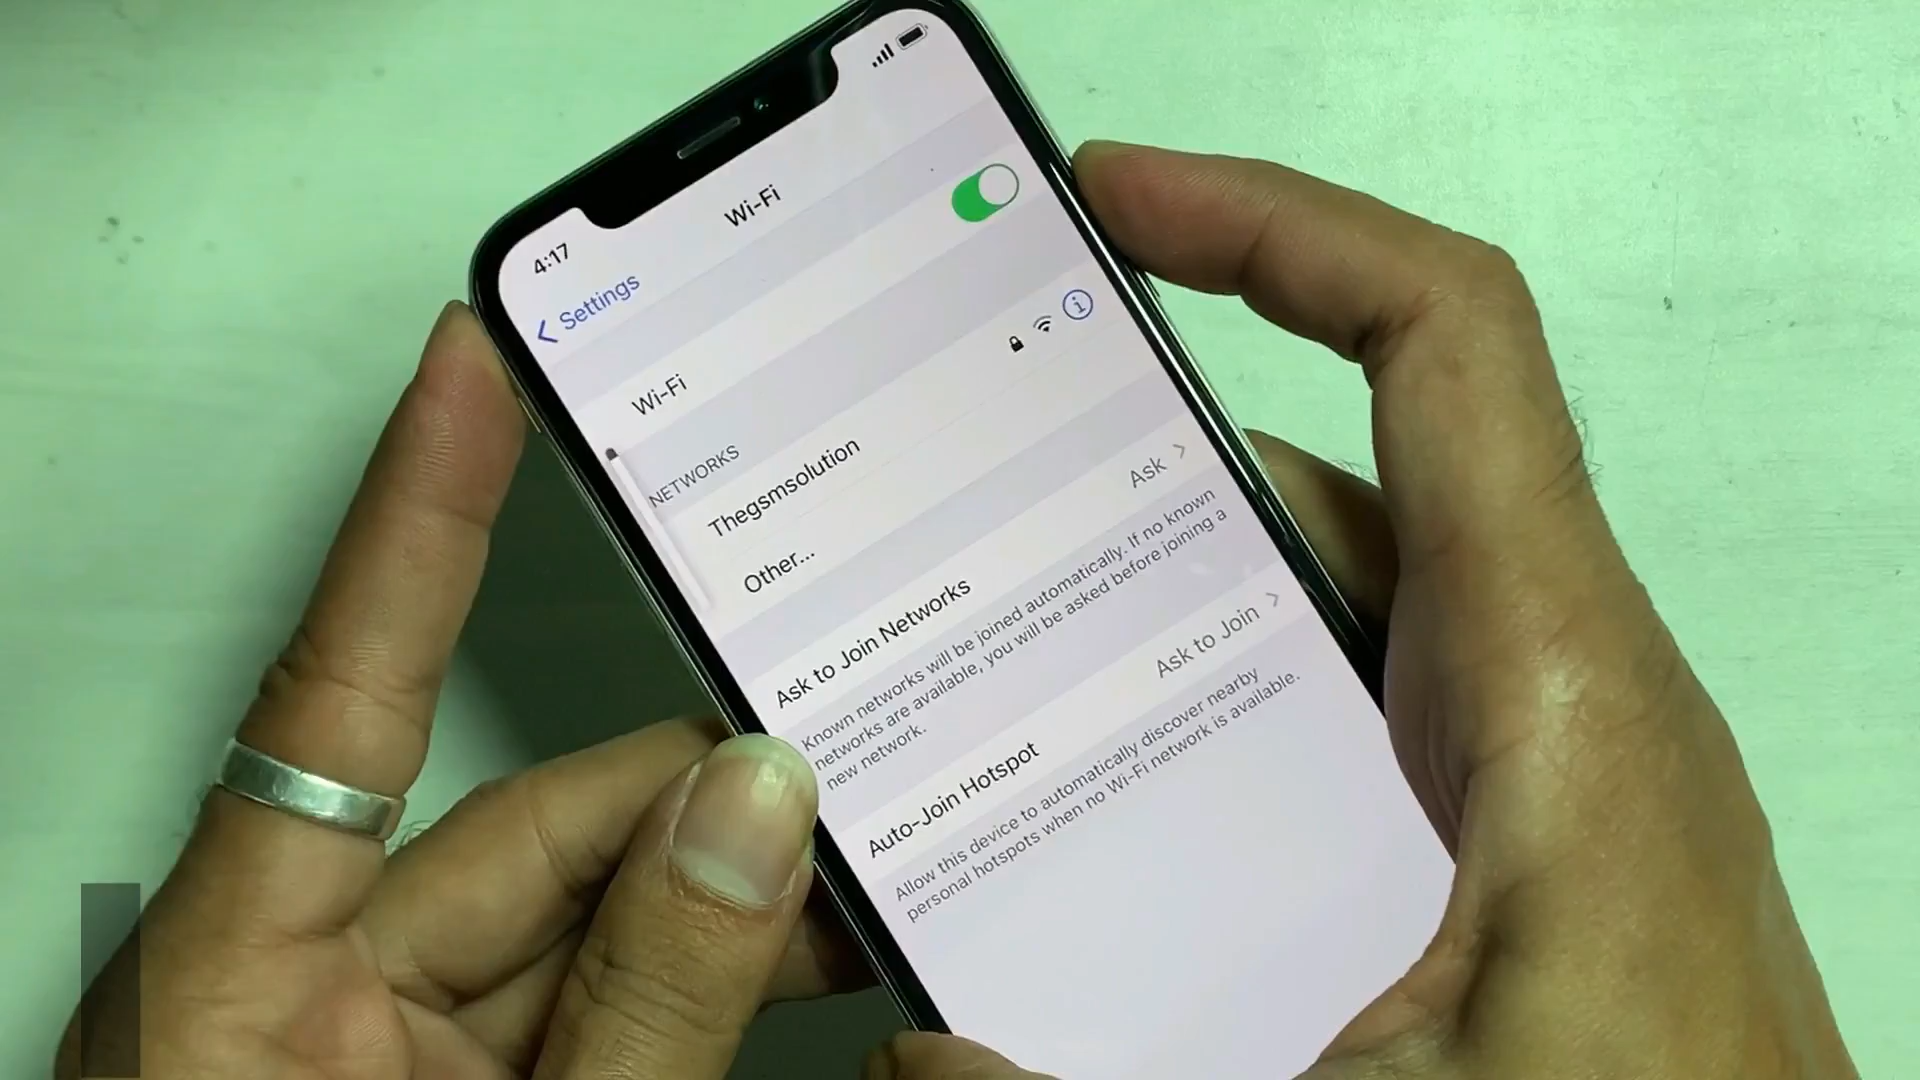 4:17
Settings
Wi-Fi
Wi-Fi
NETWORKS
Thegsmsolution
Other...
Ask to Join Networks
Ask
Known networks will be joined automatically. If no known
networks are available, you will be asked before joining a
new network.
Auto-Join Hotspot
Ask to Join
Allow this device to automatically discover nearby
personal hotspots when no Wi-Fi network is available.